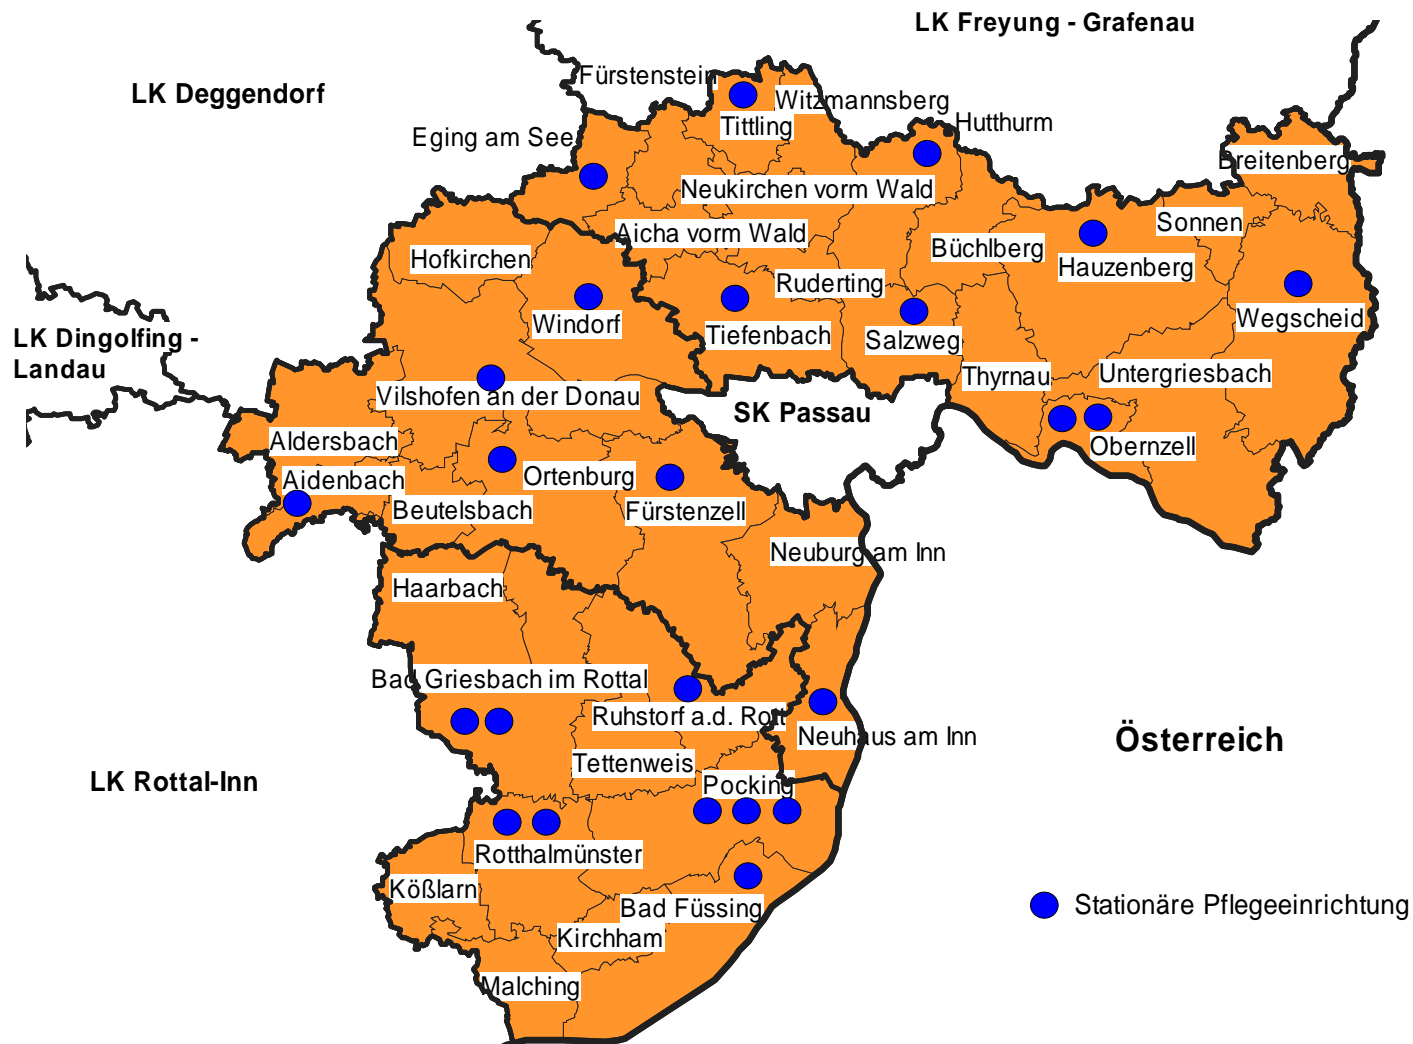 LK Freyung - Grafenau
LK Deggendorf
Fürstenstein
Witzmannsberg
Tittling
Hutthurm
Eging am See
Breitenberg
Neukirchen vorm Wald
Sonnen
Aicha vorm Wald
Büchlberg
Hofkirchen
Hauzenberg
Ruderting
Windorf
Tiefenbach
Salzweg
Wegscheid
LK Dingolfing -
Landau
Thyrnau
Untergriesbach
Vilshofen an der Donau
SK Passau
Aldersbach
Obernzell
Aidenbach
Ortenburg
Beutelsbach
Fürstenzell
Neuburg am Inn
Haarbach
Bad Griesbach im Rottal
Ruhstorf a.d. Rott
Neuhaus am Inn
Österreich
Tettenweis
LK Rottal-Inn
Pocking
Rotthalmünster
Kößlarn
Bad Füssing
Stationäre Pflegeeinrichtung
Kirchham
Malching